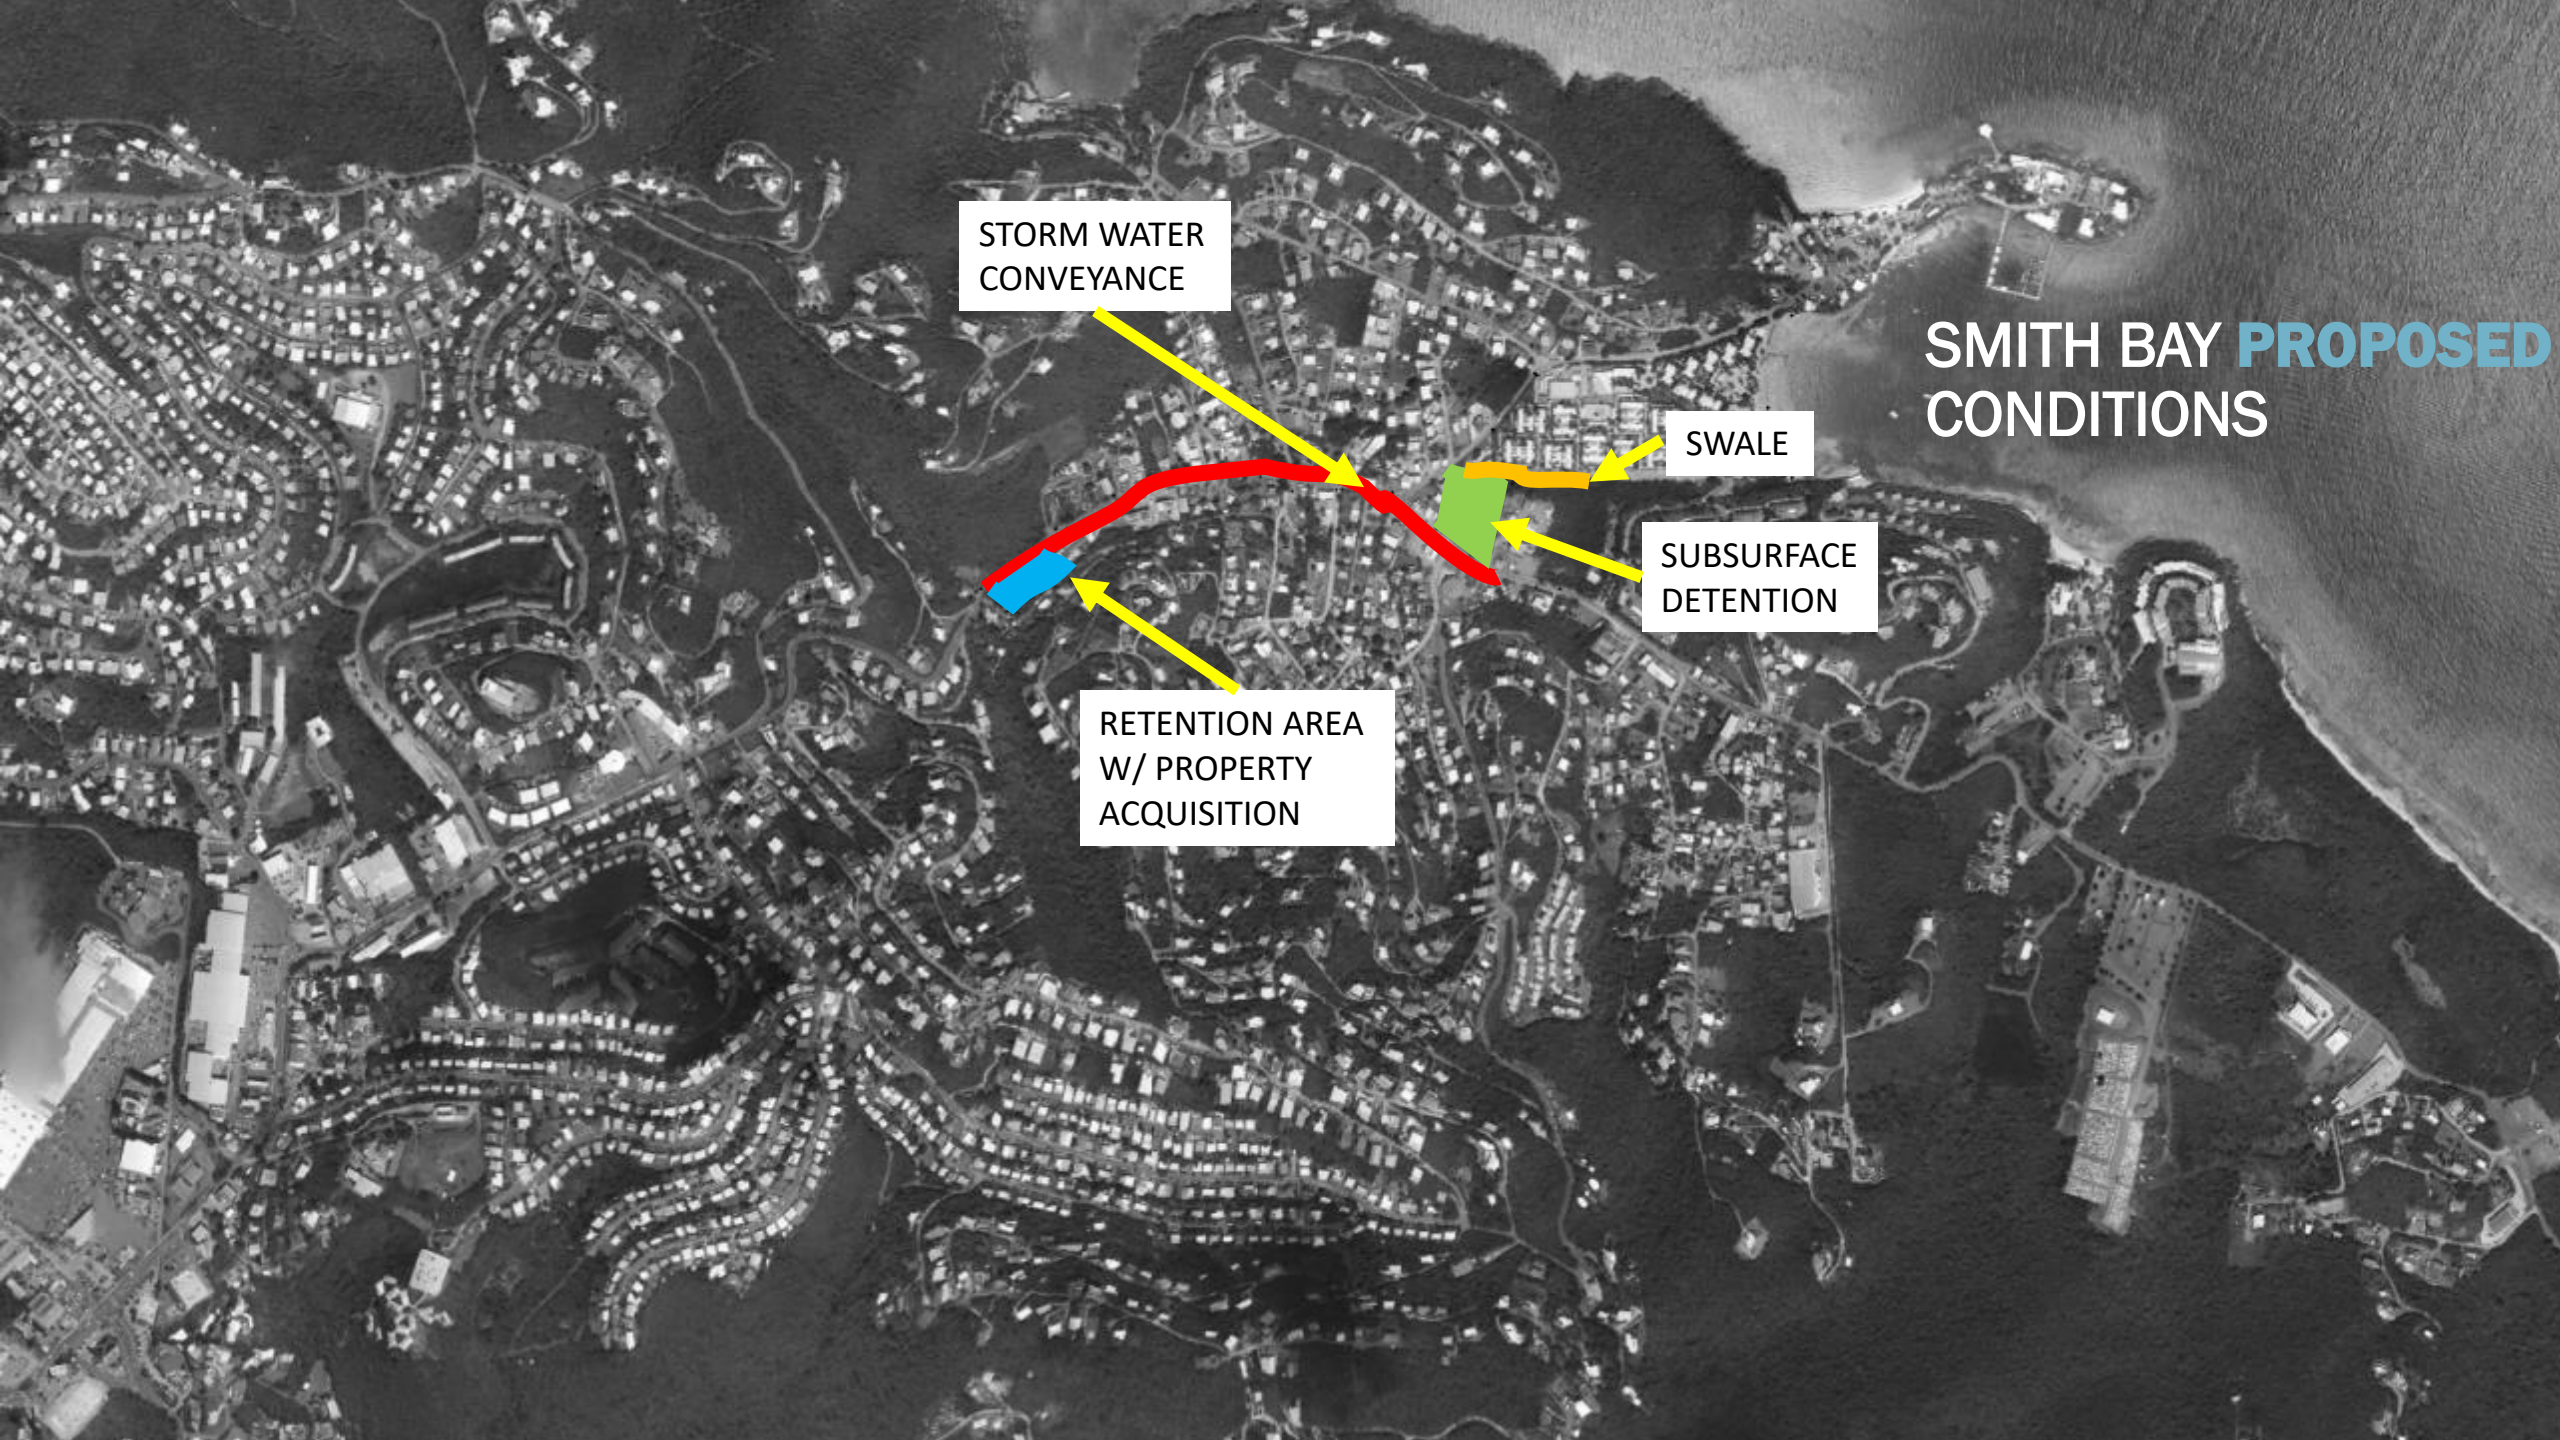 STORM WATER
CONVEYANCE
SMITH BAY PROPOSED
CONDITIONS
SWALE
SUBSURFACE
DETENTION
RETENTION AREA
W/ PROPERTY
ACQUISITION